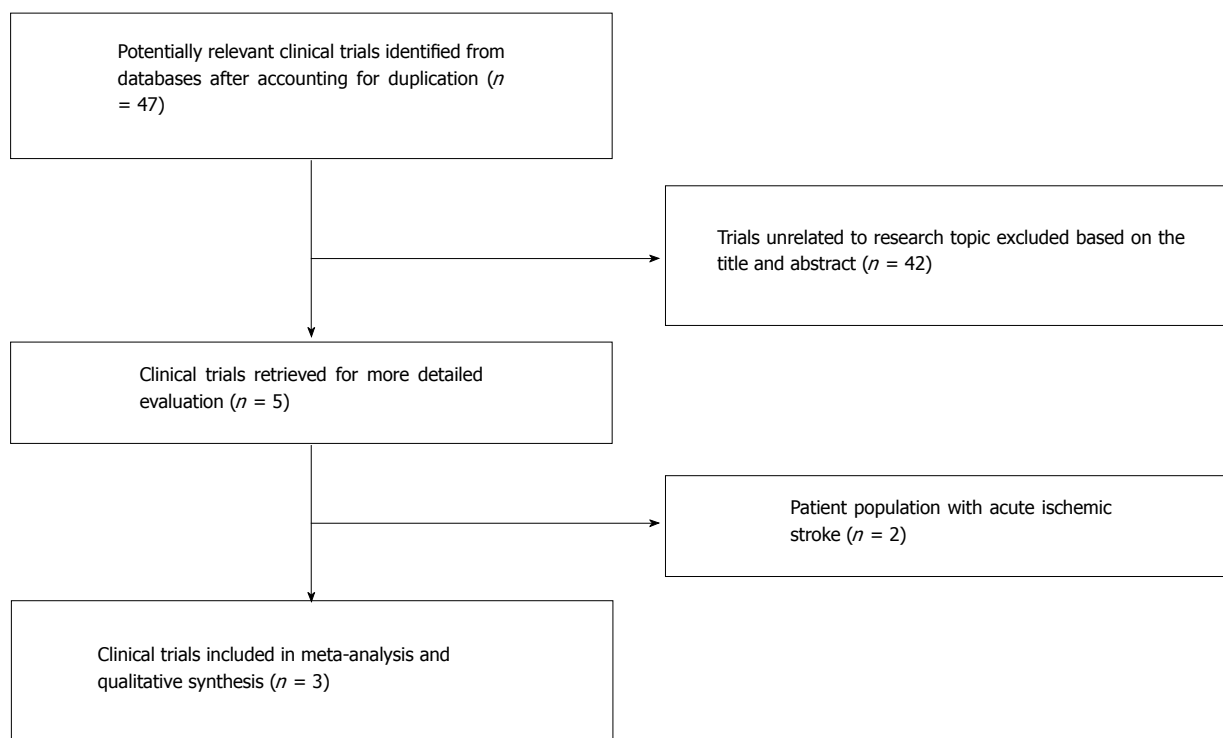 Potentially relevant clinical trials identified from
databases after accounting for duplication (n
= 47)
Trials unrelated to research topic excluded based on the
title and abstract (n = 42)
Clinical trials retrieved for more detailed
evaluation (n = 5)
Patient population with acute ischemic
stroke (n = 2)
Clinical trials included in meta-analysis and
qualitative synthesis (n = 3)